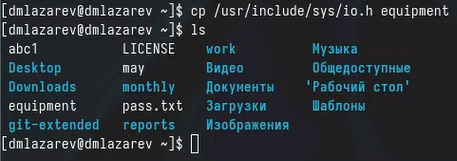 [dmlazarev@dmlazarev ~]$ cp /usr/include/sys/io.h equipment
[dmlazarev@dmlazarev ~]$ ls
abc1 LICENSE work Музыка
Desktop may Видео Общедоступные
Downloads monthly Документы 'Рабочий стол'
equipment pass.txt Загрузки Шаблоны
git-extended reports Изображения
[dmlazarev@dmlazarev ~]$